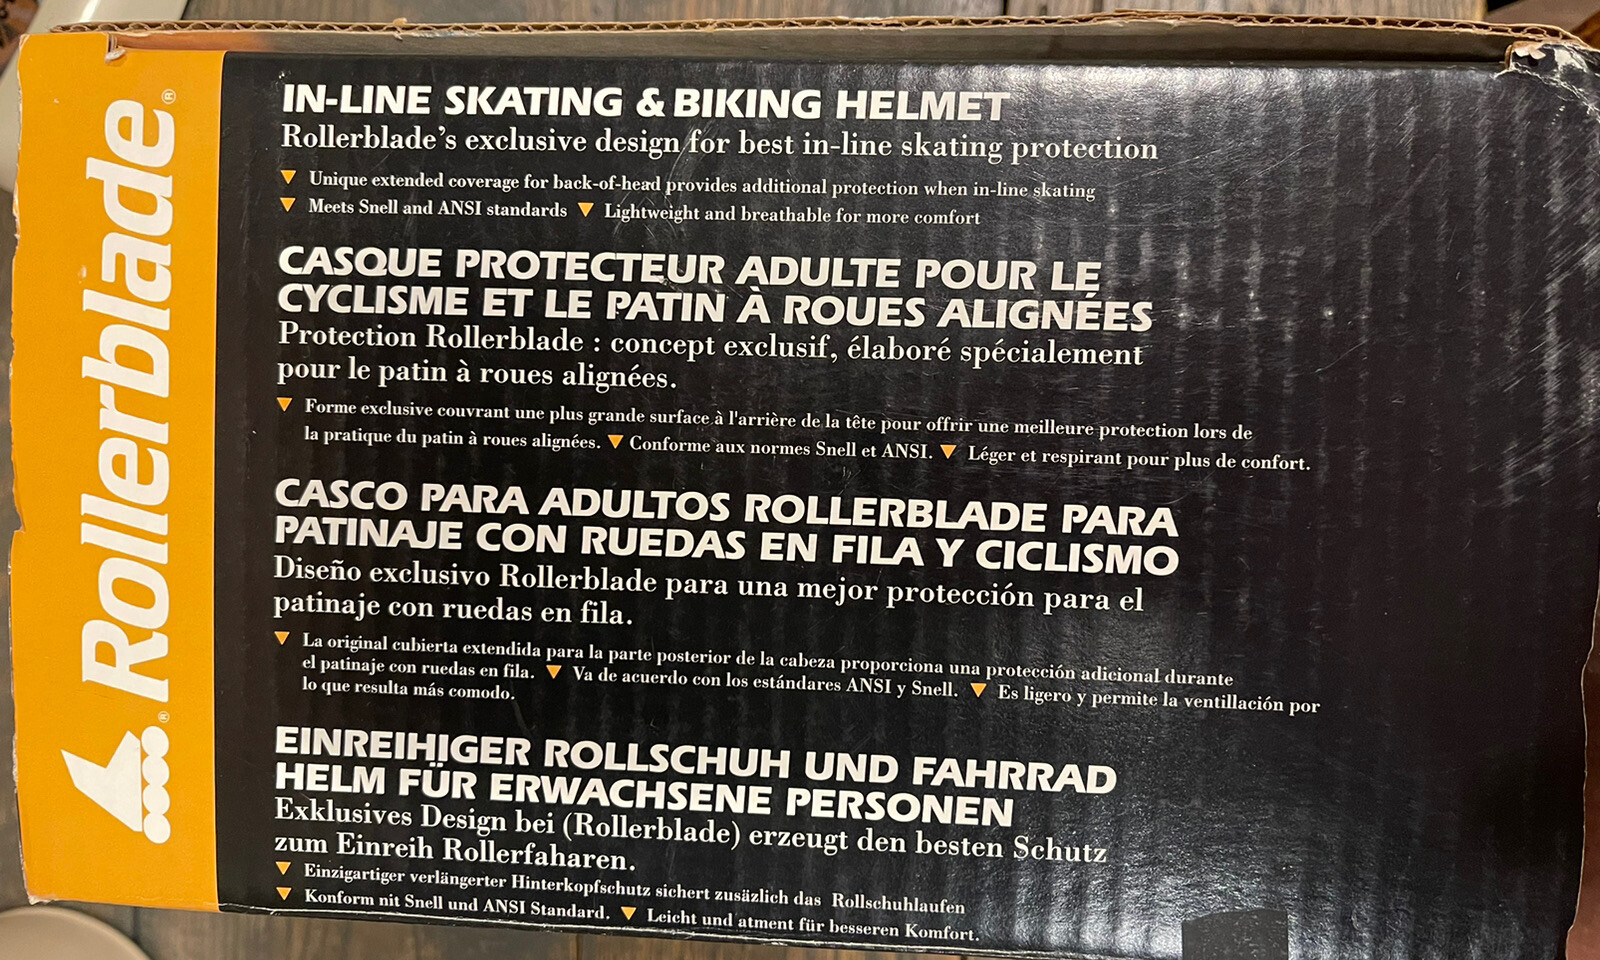 Rollerblade®
®
IN-LINE SKATING & BIKING HELMET
Rollerblade's exclusive design for best in-line skating protection
▼ Unique extended coverage for back-of-head provides additional protection when in-line skating
▼ Meets Snell and ANSI standards ▼ Lightweight and breathable for more comfort
CASQUE PROTECTEUR ADULTE POUR LE
CYCLISME ET LE PATIN À ROUES ALIGNÉES
Protection Rollerblade : concept exclusif, élaboré spécialement
pour le patin à roues alignées.
▼ Forme exclusive couvrant une plus grande surface à l'arrière de la tête pour offrir une meilleure protection lors de
la pratique du patin à roues alignées. ▼ Conforme aux normes Snell et ANSI. ▼ Léger et respirant pour plus de confort.
CASCO PARA ADULTOS ROLLERBLADE PARA
PATINAJE CON RUEDAS EN FILA Y CICLISMO
Diseño exclusivo Rollerblade para una mejor protección para el
patinaje con ruedas en fila.
▼ La original cubierta extendida para la parte posterior de la cabeza proporciona una protección adicional durante
el patinaje con ruedas en fila. ▼ Va de acuerdo con los estándares ANSI y Snell. ▼ Es ligero y permite la ventillación por
lo que resulta más comodo.
EINREIHIGER ROLLSCHUH UND FAHRRAD
HELM FÜR ERWACHSENE PERSONEN
Exklusives Design bei (Rollerblade) erzeugt den besten Schutz
zum Einreih Rollerfaharen.
▼ Einzigartiger verlängerter Hinterkopfschutz sichert zusäzlich das Rollschuhlaufen
▼ Konform nit Snell und ANSI Standard. ▼ Leicht und atment für besseren Komfort.